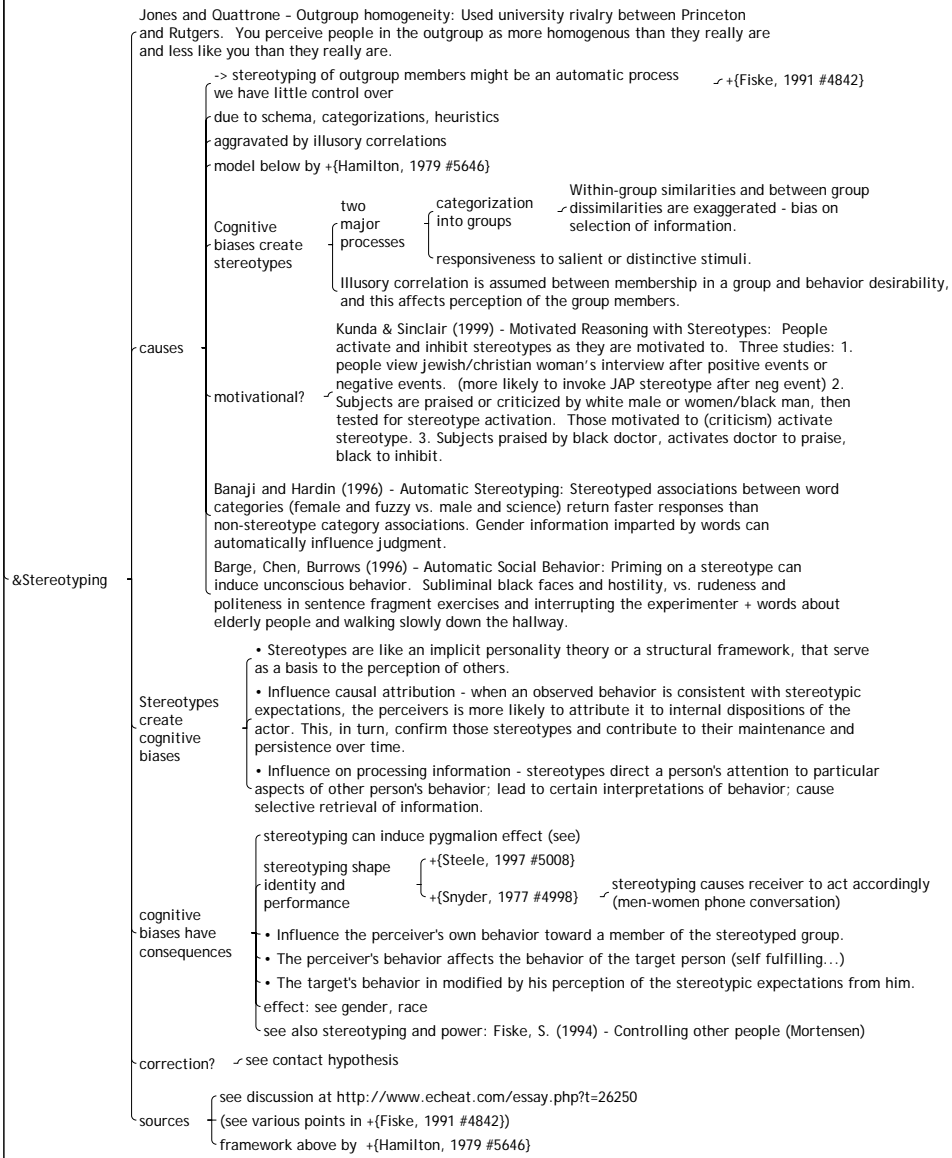 Jones and Quattrone – Outgroup homogeneity: Used university rivalry between Princeton
and Rutgers.  You perceive people in the outgroup as more homogenous than they really are
and less like you than they really are.
-> stereotyping of outgroup members might be an automatic process
we have little control over
+{Fiske, 1991 #4842}
due to schema, categorizations, heuristics
aggravated by illusory correlations
model below by +{Hamilton, 1979 #5646}
Cognitive
biases create
stereotypes
two
major
processes
categorization
into groups
Within-group similarities and between group
dissimilarities are exaggerated - bias on
selection of information.
responsiveness to salient or distinctive stimuli.
Illusory correlation is assumed between membership in a group and behavior desirability,
and this affects perception of the group members.
causes
motivational?
Kunda & Sinclair (1999) - Motivated Reasoning with Stereotypes:  People
activate and inhibit stereotypes as they are motivated to.  Three studies: 1.
people view jewish/christian woman's interview after positive events or
negative events.  (more likely to invoke JAP stereotype after neg event) 2.
Subjects are praised or criticized by white male or women/black man, then
tested for stereotype activation.  Those motivated to (criticism) activate
stereotype. 3. Subjects praised by black doctor, activates doctor to praise,
black to inhibit.
Banaji and Hardin (1996) - Automatic Stereotyping: Stereotyped associations between word
categories (female and fuzzy vs. male and science) return faster responses than
non-stereotype category associations. Gender information imparted by words can
automatically influence judgment.
Barge, Chen, Burrows (1996) – Automatic Social Behavior: Priming on a stereotype can
induce unconscious behavior.  Subliminal black faces and hostility, vs. rudeness and
politeness in sentence fragment exercises and interrupting the experimenter + words about
elderly people and walking slowly down the hallway.
&Stereotyping
Stereotypes
create
cognitive
biases
• Stereotypes are like an implicit personality theory or a structural framework, that serve
as a basis to the perception of others.
• Influence causal attribution - when an observed behavior is consistent with stereotypic
expectations, the perceivers is more likely to attribute it to internal dispositions of the
actor. This, in turn, confirm those stereotypes and contribute to their maintenance and
persistence over time.
• Influence on processing information - stereotypes direct a person's attention to particular
aspects of other person's behavior; lead to certain interpretations of behavior; cause
selective retrieval of information.
cognitive
biases have
consequences
stereotyping can induce pygmalion effect (see)
stereotyping shape
identity and
performance
+{Steele, 1997 #5008}
+{Snyder, 1977 #4998}
stereotyping causes receiver to act accordingly
(men-women phone conversation)
• Influence the perceiver's own behavior toward a member of the stereotyped group.
• The perceiver's behavior affects the behavior of the target person (self fulfilling...)
• The target's behavior in modified by his perception of the stereotypic expectations from him.
effect: see gender, race
see also stereotyping and power: Fiske, S. (1994) - Controlling other people (Mortensen)
correction?
see contact hypothesis
sources
see discussion at http://www.echeat.com/essay.php?t=26250
(see various points in +{Fiske, 1991 #4842})
framework above by  +{Hamilton, 1979 #5646}